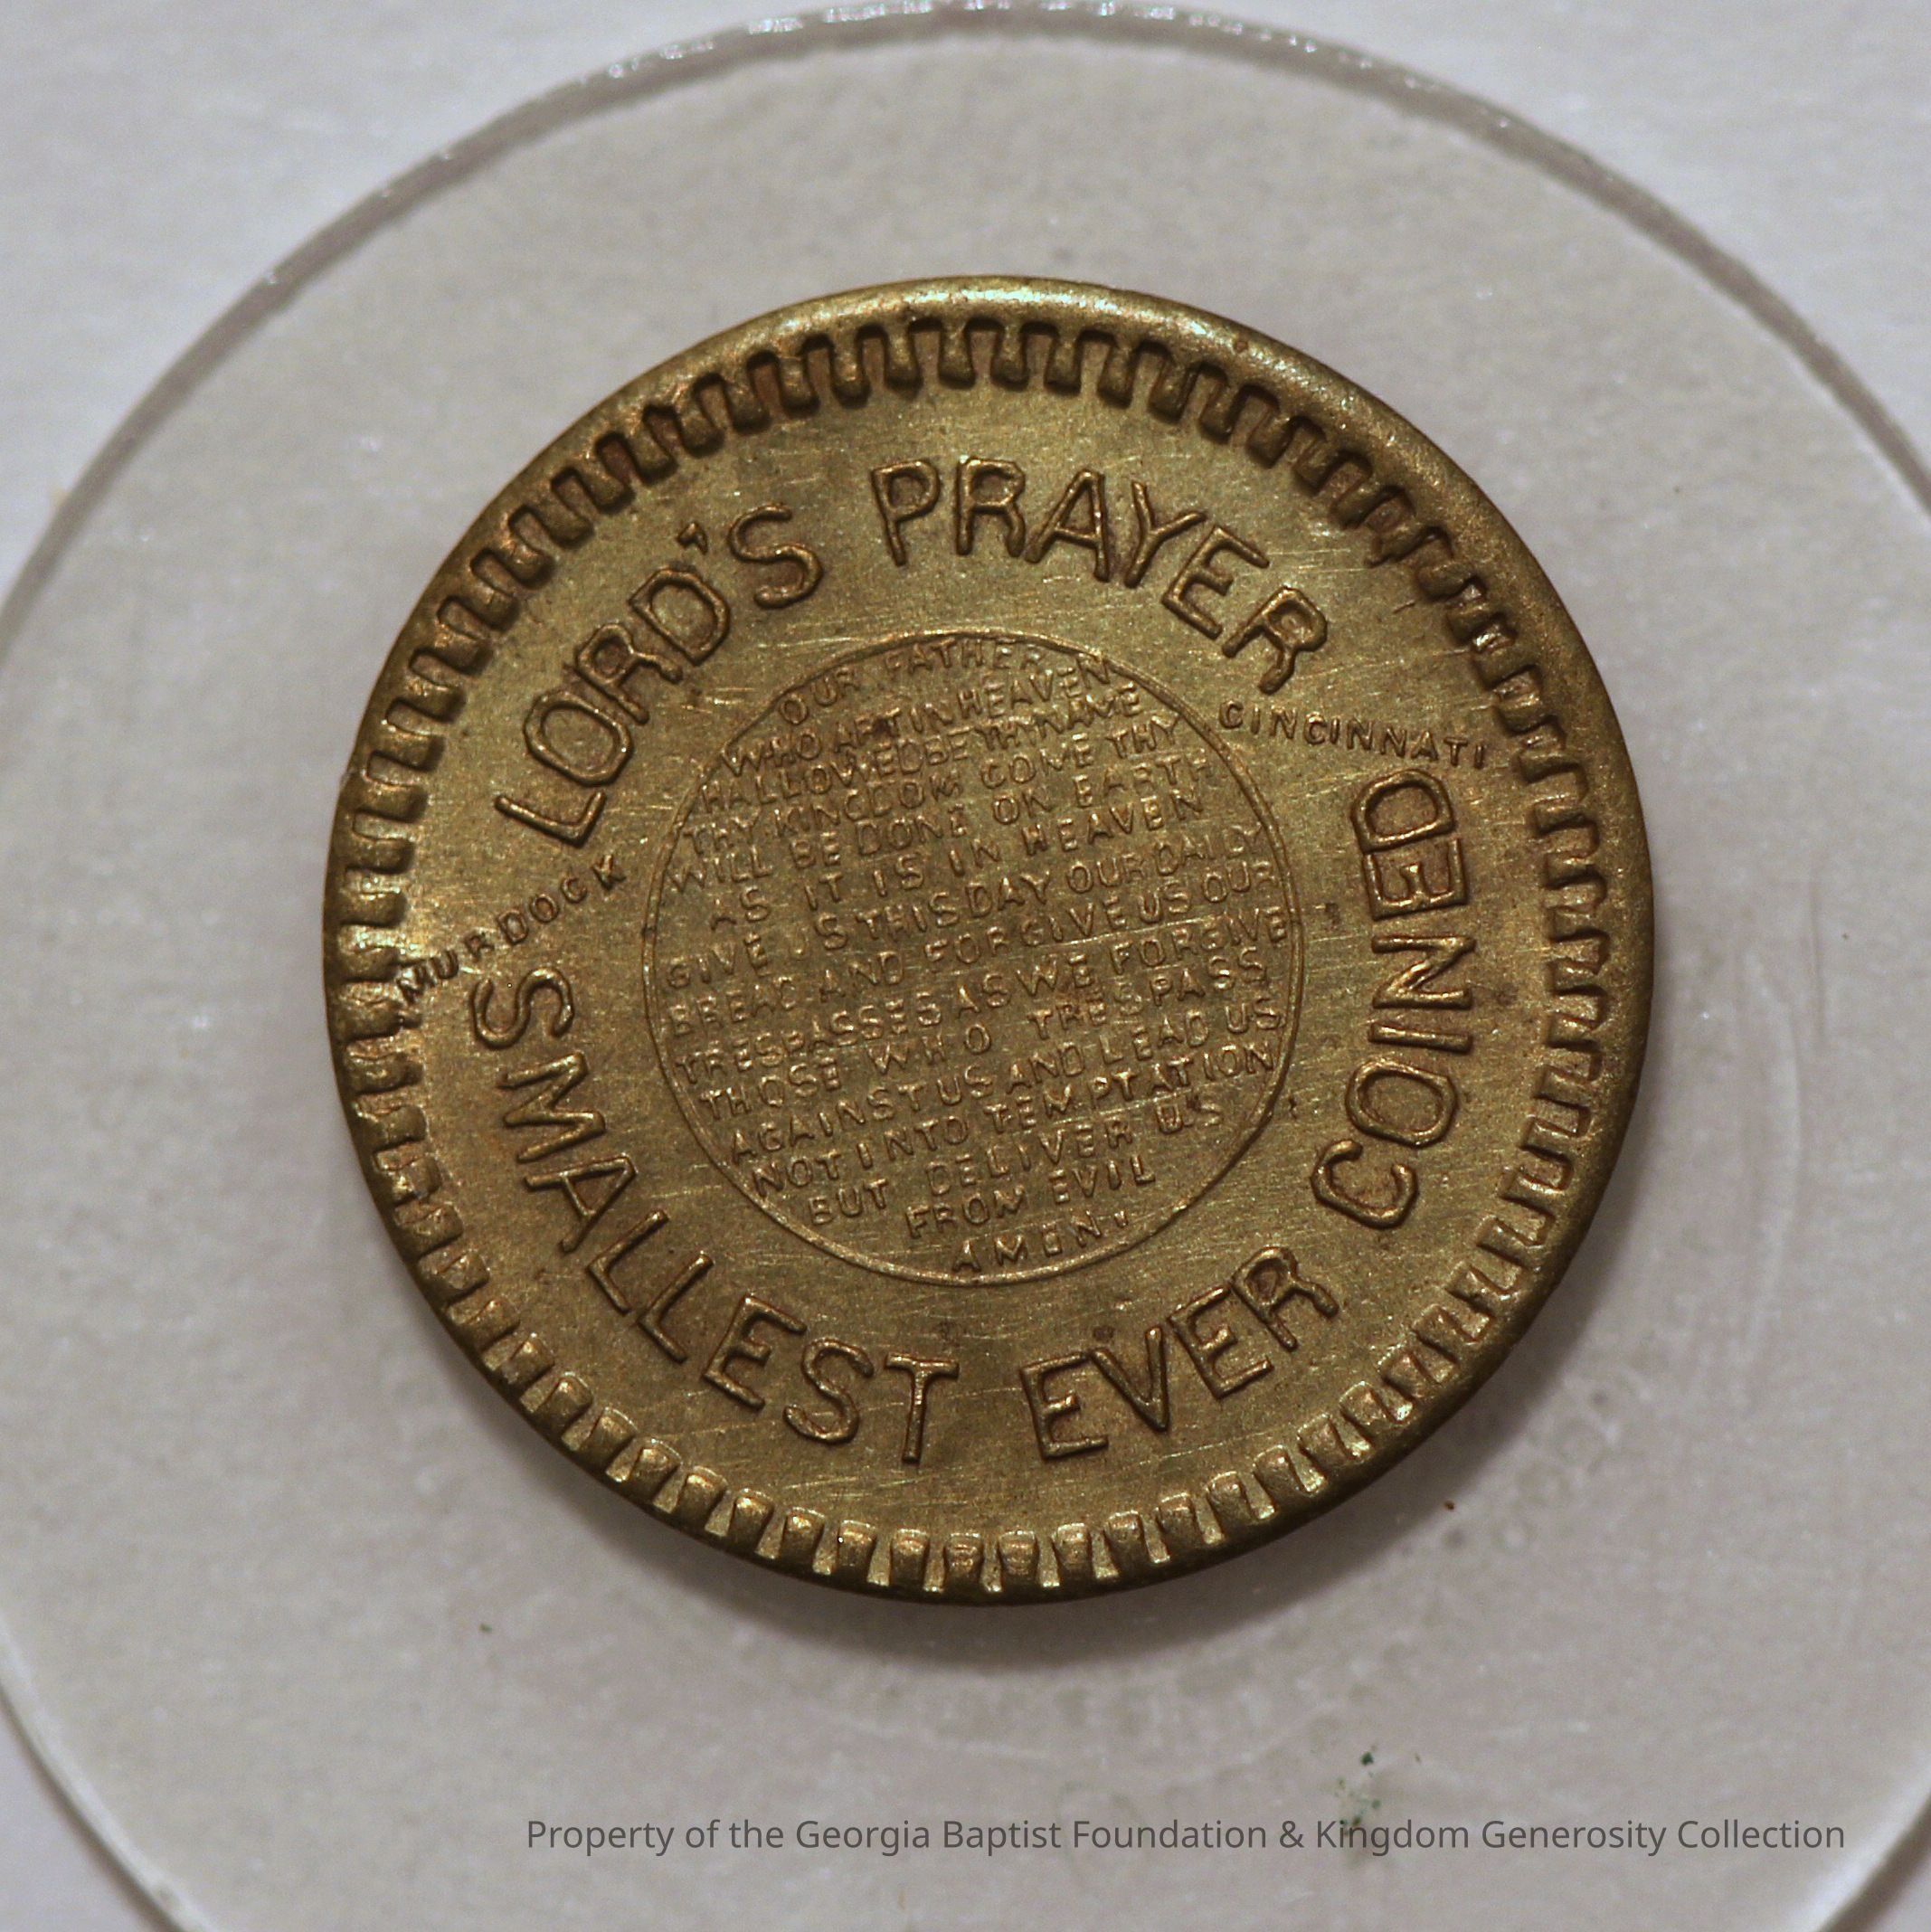 LORD'S PRAYER
CINCINNATI
MURDOCK
SMALLEST EVER COINED
OUR FATHER
WHO ART IN HEAVEN
HALLOWED BE THY NAME
THY KINGDOM COME THY
WILL BE DONE ON EARTH
AS IT IS IN HEAVEN
GIVE US THIS DAY OUR DAILY
BREAD AND FORGIVE US OUR
TRESPASSES AS WE FORGIVE
THOSE WHO TRESPASS
AGAINST US AND LEAD US
NOT INTO TEMPTATION
BUT DELIVER US
FROM EVIL
AMEN
Property of the Georgia Baptist Foundation & Kingdom Generosity Collection